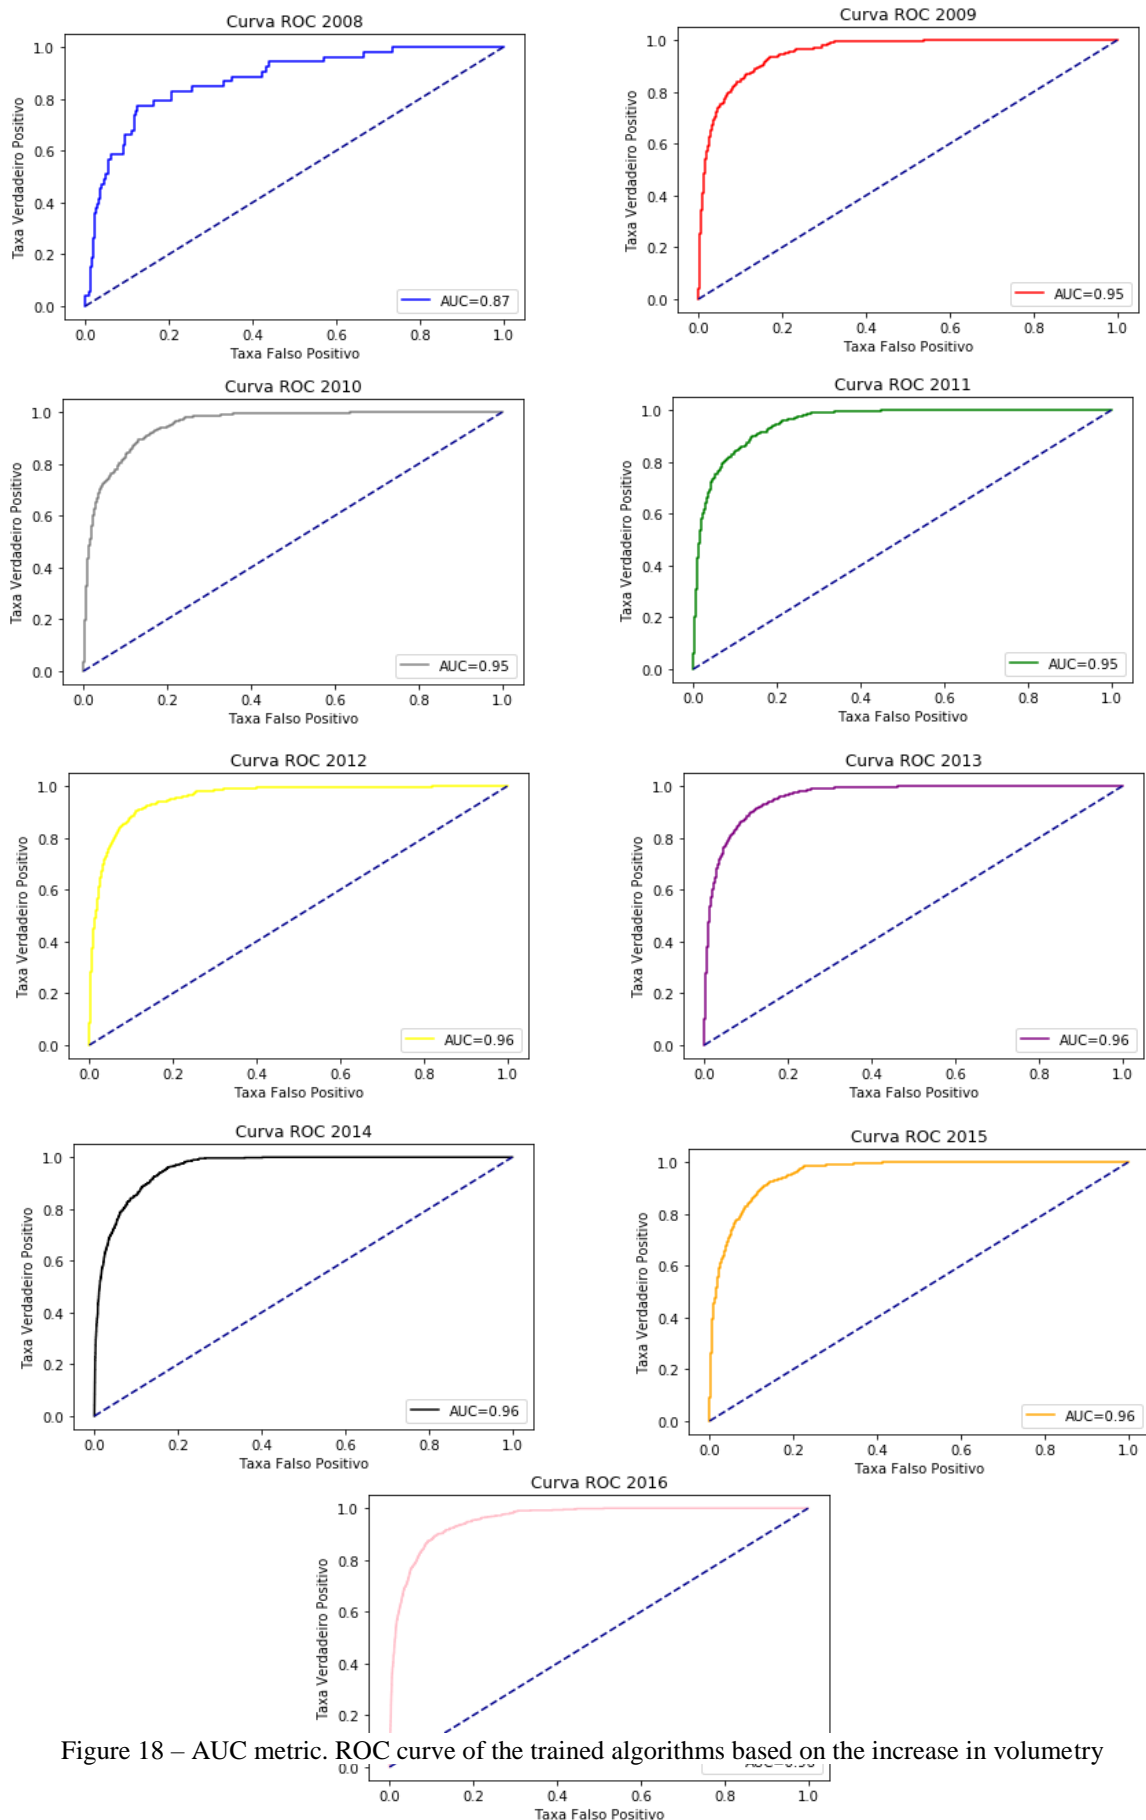 Curva ROC 2008
Taxa Verdadeiro Positivo
1.0
0.8
0.6
0.4
0.2
0.0
AUC=0.87
0.0 0.2 0.4 0.6 0.8 1.0
Taxa Falso Positivo
Curva ROC 2009
Taxa Verdadeiro Positivo
1.0
0.8
0.6
0.4
0.2
0.0
AUC=0.95
0.0 0.2 0.4 0.6 0.8 1.0
Taxa Falso Positivo
Curva ROC 2010
Taxa Verdadeiro Positivo
1.0
0.8
0.6
0.4
0.2
0.0
AUC=0.95
0.0 0.2 0.4 0.6 0.8 1.0
Taxa Falso Positivo
Curva ROC 2011
Taxa Verdadeiro Positivo
1.0
0.8
0.6
0.4
0.2
0.0
AUC=0.95
0.0 0.2 0.4 0.6 0.8 1.0
Taxa Falso Positivo
Curva ROC 2012
Taxa Verdadeiro Positivo
1.0
0.8
0.6
0.4
0.2
0.0
AUC=0.96
0.0 0.2 0.4 0.6 0.8 1.0
Taxa Falso Positivo
Curva ROC 2013
Taxa Verdadeiro Positivo
1.0
0.8
0.6
0.4
0.2
0.0
AUC=0.96
0.0 0.2 0.4 0.6 0.8 1.0
Taxa Falso Positivo
Curva ROC 2014
Taxa Verdadeiro Positivo
1.0
0.8
0.6
0.4
0.2
0.0
AUC=0.96
0.0 0.2 0.4 0.6 0.8 1.0
Taxa Falso Positivo
Curva ROC 2015
Taxa Verdadeiro Positivo
1.0
0.8
0.6
0.4
0.2
0.0
AUC=0.96
0.0 0.2 0.4 0.6 0.8 1.0
Taxa Falso Positivo
Curva ROC 2016
Taxa Verdadeiro Positivo
1.0
0.8
0.6
0.4
0.2
Figure 18 – AUC metric. ROC curve of the trained algorithms based on the increase in volumetry
0.0
0.0 0.2 0.4 0.6 0.8 1.0
Taxa Falso Positivo